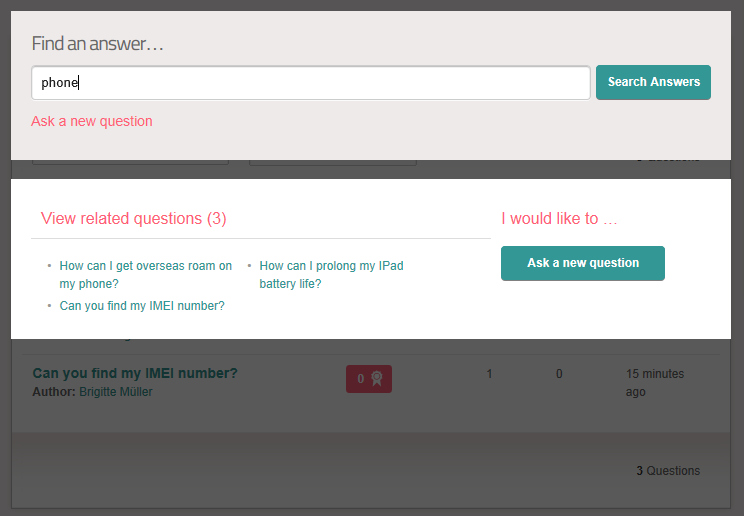 Find an answer…
phone
Search Answers
Ask a new question
Questions
View related questions (3)
I would like to …
• How can I get overseas roam on
my phone?
• Can you find my IMEI number?
• How can I prolong my IPad
battery life?
Ask a new question
Can you find my IMEI number?
Author: Brigitte Müller
0
1
0
15 minutes
ago
3 Questions